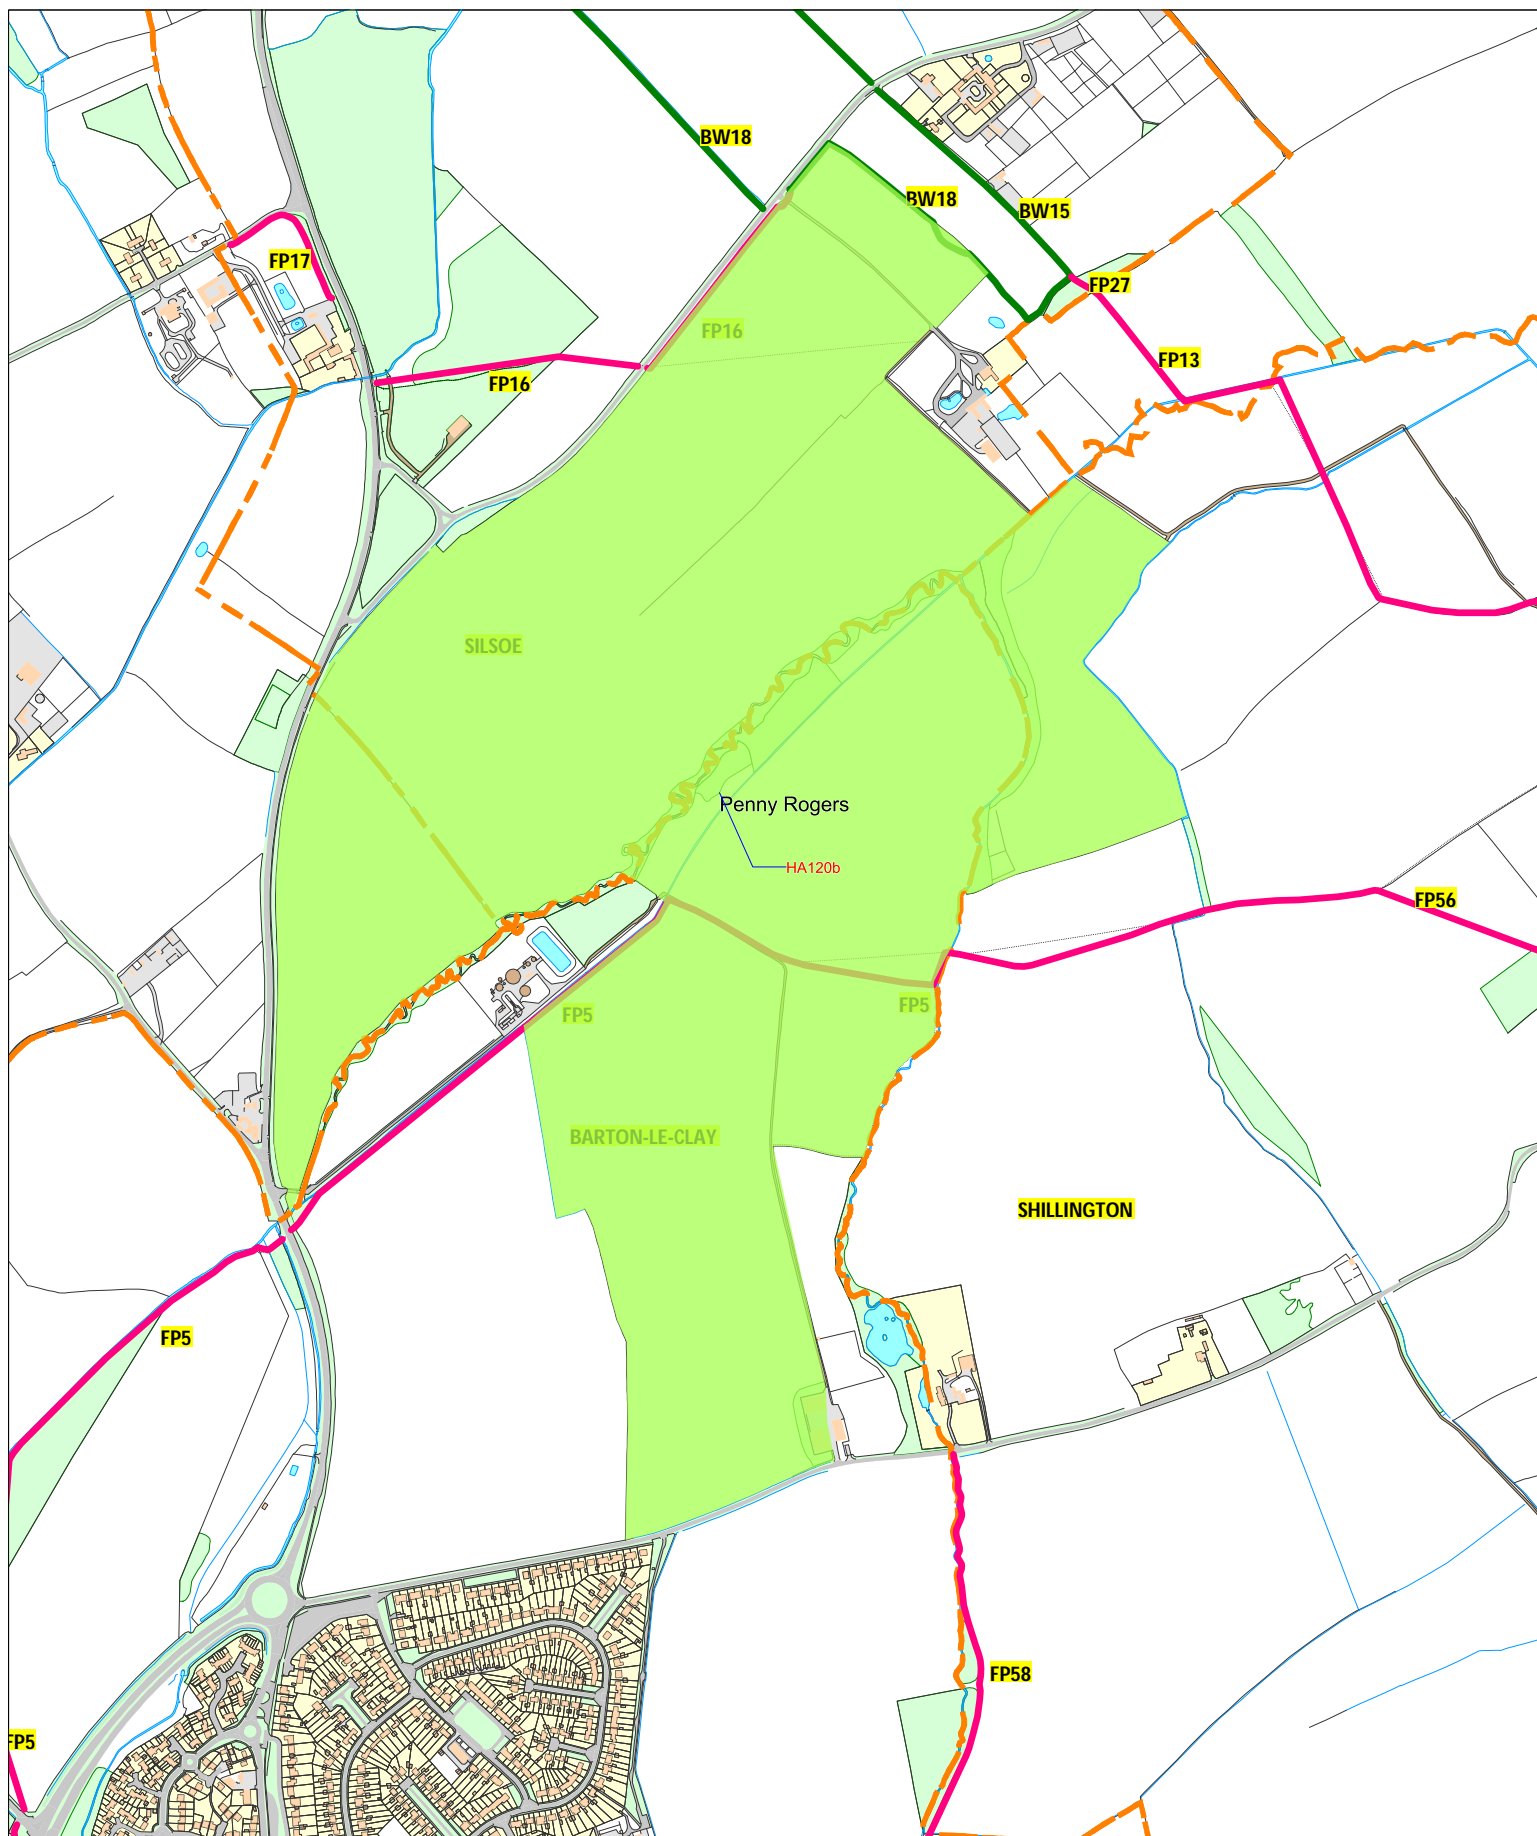 BW18
BW18
BW15
FP17
FP27
FP16
FP13
FP16
SILSOE
Penny Rogers
HA120b
FP56
FP5
FP5
BARTON-LE-CLAY
SHILLINGTON
FP5
FP58
FP5